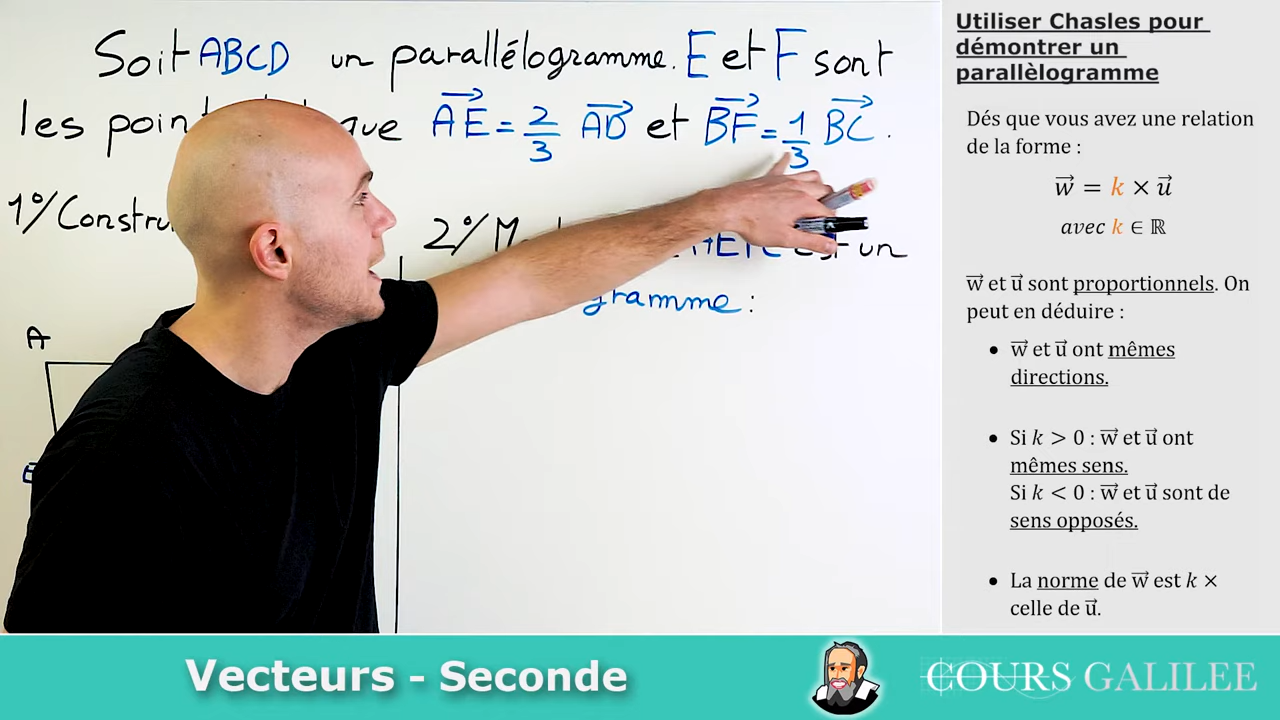 Soit ABCD un parallélogramme. E et F sont
les point que AE = 2/3 AD et BF = 1/3 BC.
1°/ Constru
2°/ M est un
gramme :
A
Utiliser Chasles pour
démontrer un
parallèlogramme
Dés que vous avez une relation
de la forme :
w⃗ = k × u⃗
avec k ∈ ℝ
w⃗ et u⃗ sont proportionnels. On
peut en déduire :
• w⃗ et u⃗ ont mêmes
directions.
• Si k > 0 : w⃗ et u⃗ ont
mêmes sens.
Si k < 0 : w⃗ et u⃗ sont de
sens opposés.
• La norme de w⃗ est k ×
celle de u⃗.
Vecteurs - Seconde
COURS GALILEE